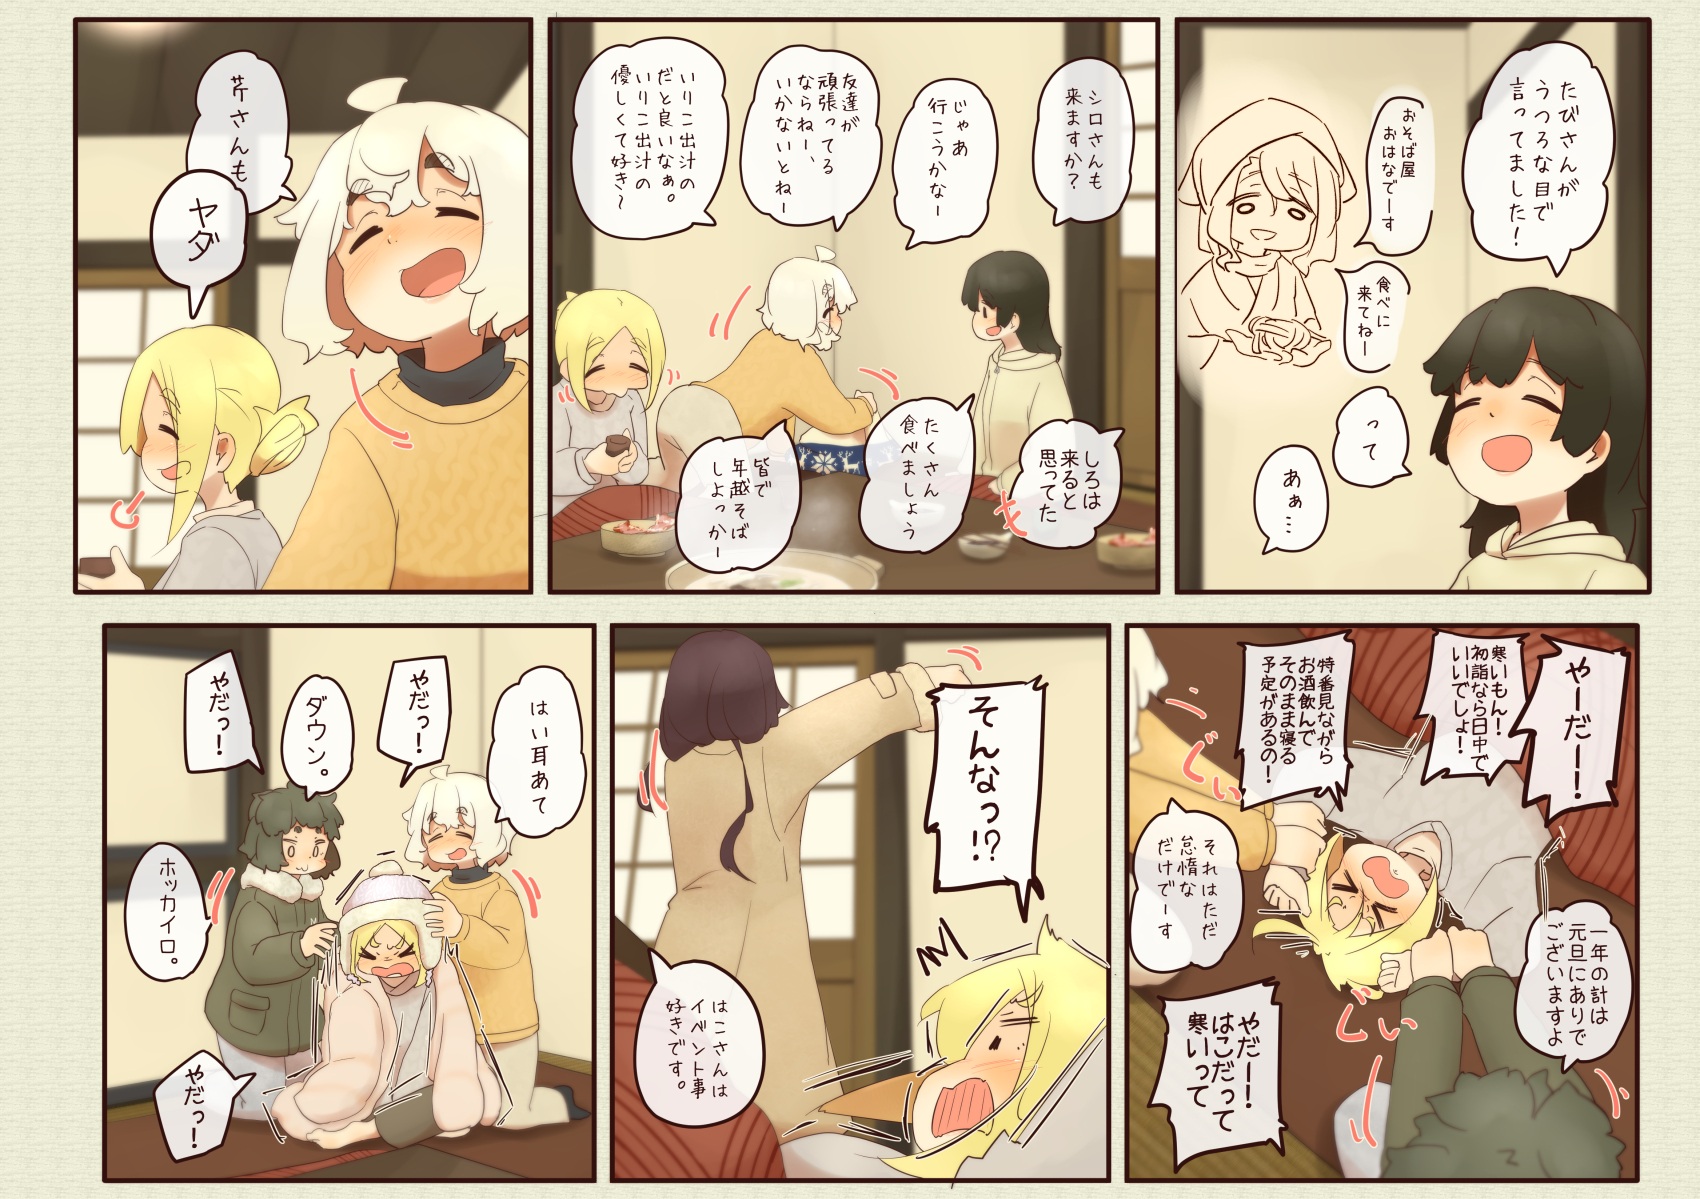 たびさんが
うつろな目で
言ってました！
おそば屋
おはなでーす
食べに
来てねー
って
あぁ…
シロさんも
来ますか？
じゃあ
行こうかなー
友達が
頑張ってる
ならねー、
いかないとねー
いりこ出汁の
だと良いなぁ。
いりこ出汁の
優しくて好き〜
しろは
来ると
思ってた
も
たくさん
食べましょう
皆で
年越そば
しよっかー
芹さんも
ヤダ
やーだー！
寒いもん！
初詣なら日中で
いいでしょ！
特番見ながら
お酒飲んで
そのまま寝る
予定があるの！
ぐい
それはただ
怠惰な
だけでーす
一年の計は
元旦にありで
ございますよ
ぐい
やだー！
はこだって
寒いって
そんなっ!?
はこさんは
イベント事
好きです。
はい耳あて
やだっ！
ダウン。
やだっ！
ホッカイロ。
やだっ！